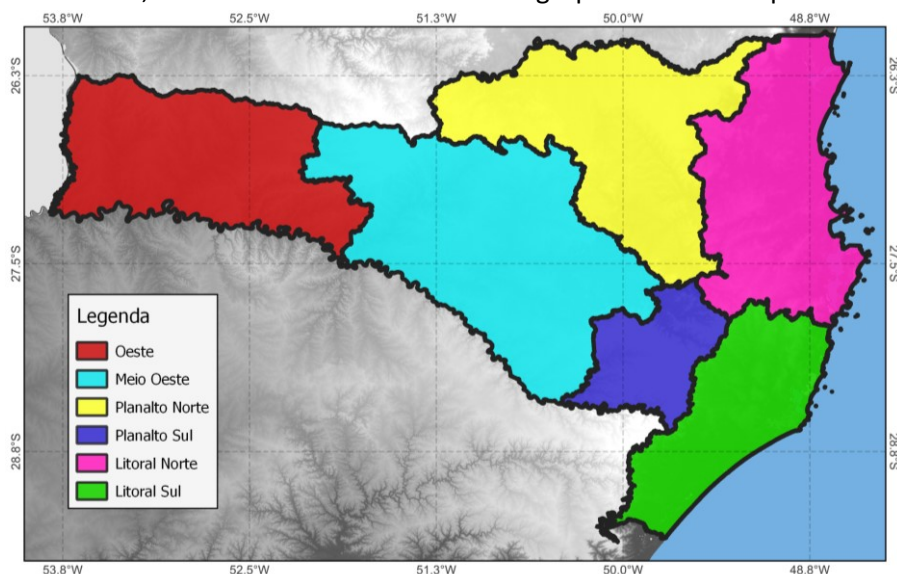 53.8°W 52.5°W 51.3°W 50.0°W 48.8°W
26.3°S 26.3°S
27.5°S 27.5°S
28.8°S 28.8°S
Legenda
Oeste
Meio Oeste
Planalto Norte
Planalto Sul
Litoral Norte
Litoral Sul
53.8°W 52.5°W 51.3°W 50.0°W 48.8°W